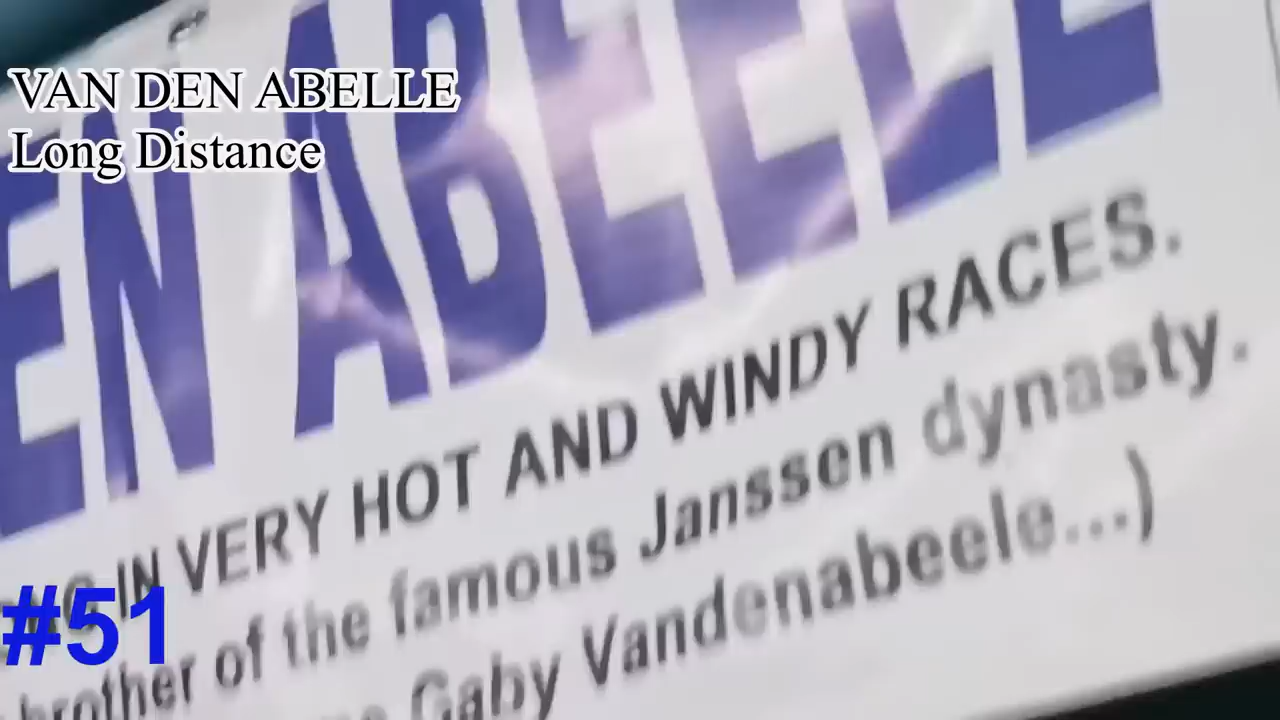 VAN DEN ABELLE
Long Distance
EN ABEELE
IN VERY HOT AND WINDY RACES.
brother of the famous Janssen dynasty.
Gaby Vandenabeele...)
#51